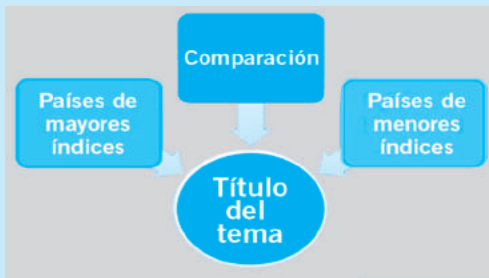 Comparación
Países de
mayores
índices
Países de
menores
índices
Título
del
tema